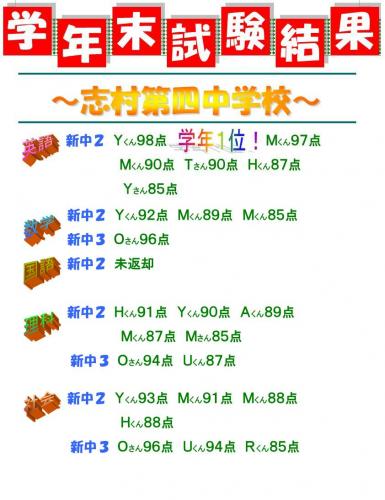 学年末試験結果
～志村第四中学校～
英語 新中2 Yくん98点 学年1位! Mくん97点
Mくん90点 Tさん90点 Hくん87点
Yさん85点
数学 新中2 Yくん92点 Mくん89点 Mくん85点
新中3 Oさん96点
国語 新中2 未返却
理科 新中2 Hくん91点 Yくん90点 Aくん89点
Mくん87点 Mさん85点
新中3 Oさん94点 Uくん87点
社会 新中2 Yくん93点 Mくん91点 Mくん88点
Hくん88点
新中3 Oさん96点 Uくん94点 Rくん85点